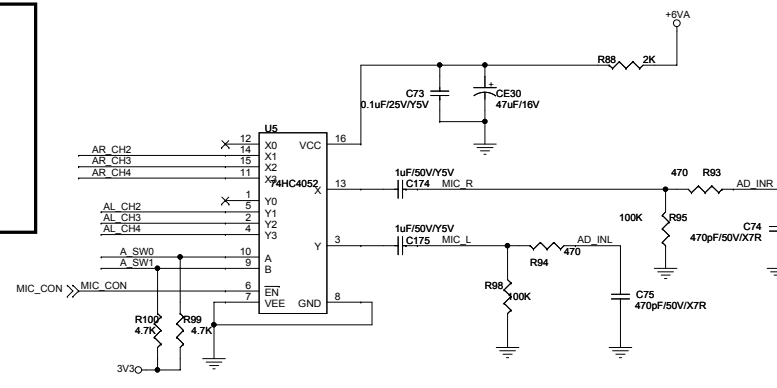 +6VA
R88 2K
C73
0.1uF/25V/Y5V
+
CE30
47uF/16V
U5
12 X0 VCC 16
AR_CH2 14 X1
AR_CH3 15 X2
AR_CH4 11 X3
74HC4052
X 13
1uF/50V/Y5V
C174 MIC_R
470 R93
AD_INR
100K R95
C74
470pF/50V/X7R
1 Y0
AL_CH2 5 Y1
AL_CH3 2 Y2
AL_CH4 4 Y3
Y 3
1uF/50V/Y5V
C175 MIC_L
AD_INL
470
R94
A_SW0 10 A
A_SW1 9 B
MIC_CON MIC_CON 6 EN
7 VEE GND 8
R98 100K
C75
470pF/50V/X7R
R100 R99
4.7K 4.7K
3V3